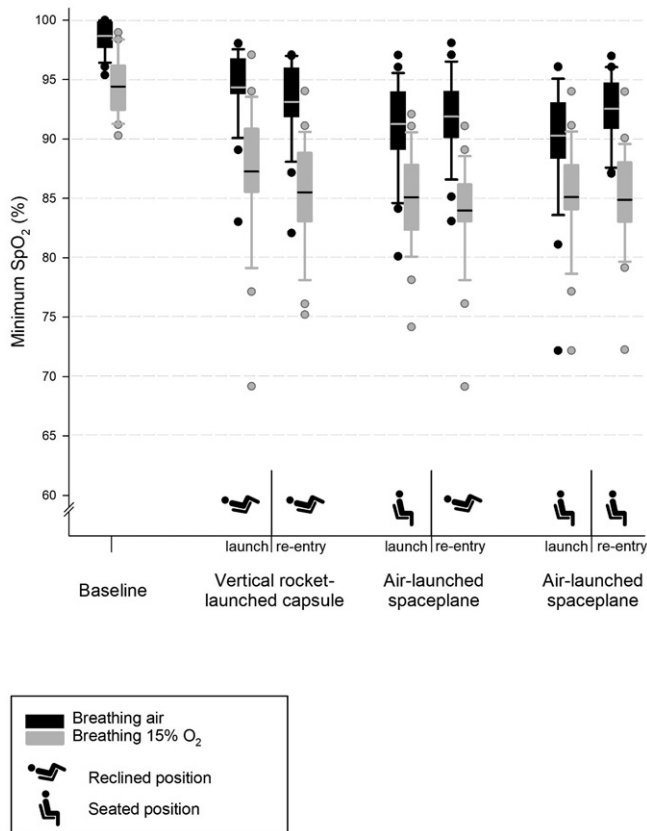 100
95
90
85
80
75
70
65
60
Minimum SpO₂ (%)
launch re-entry
launch re-entry
launch re-entry
Baseline
Vertical rocket-
launched capsule
Air-launched
spaceplane
Air-launched
spaceplane
Breathing air
Breathing 15% O₂
Reclined position
Seated position